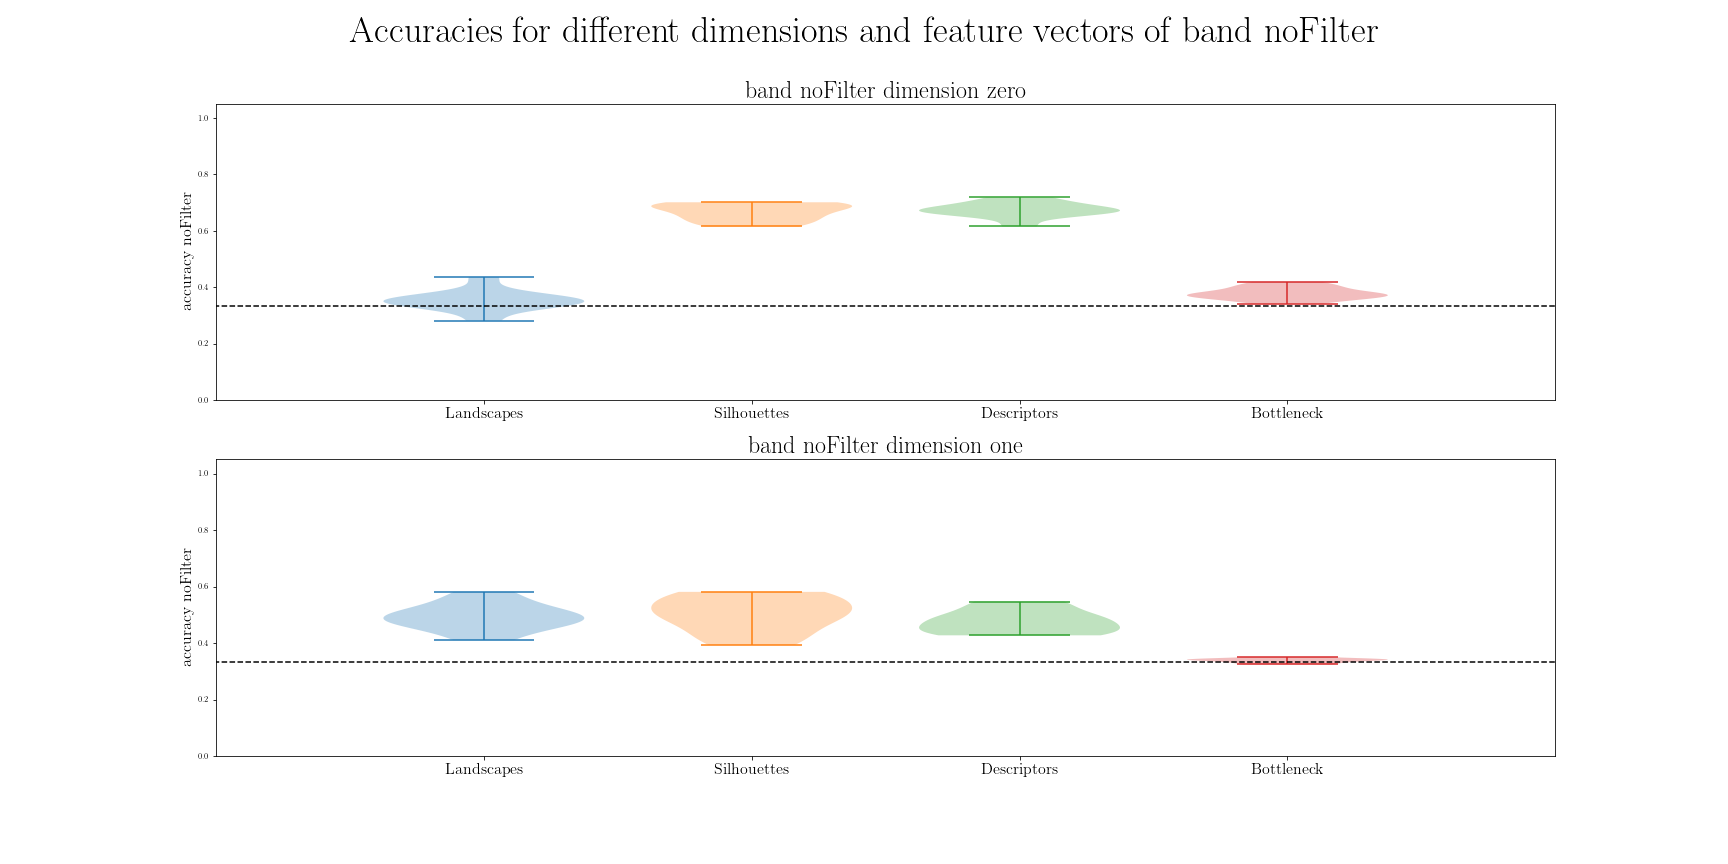 Accuracies for different dimensions and feature vectors of band noFilter
band noFilter dimension zero
accuracy noFilter
1.0
0.8
0.6
0.4
0.2
0.0
Landscapes Silhouettes Descriptors Bottleneck
band noFilter dimension one
accuracy noFilter
1.0
0.8
0.6
0.4
0.2
0.0
Landscapes Silhouettes Descriptors Bottleneck